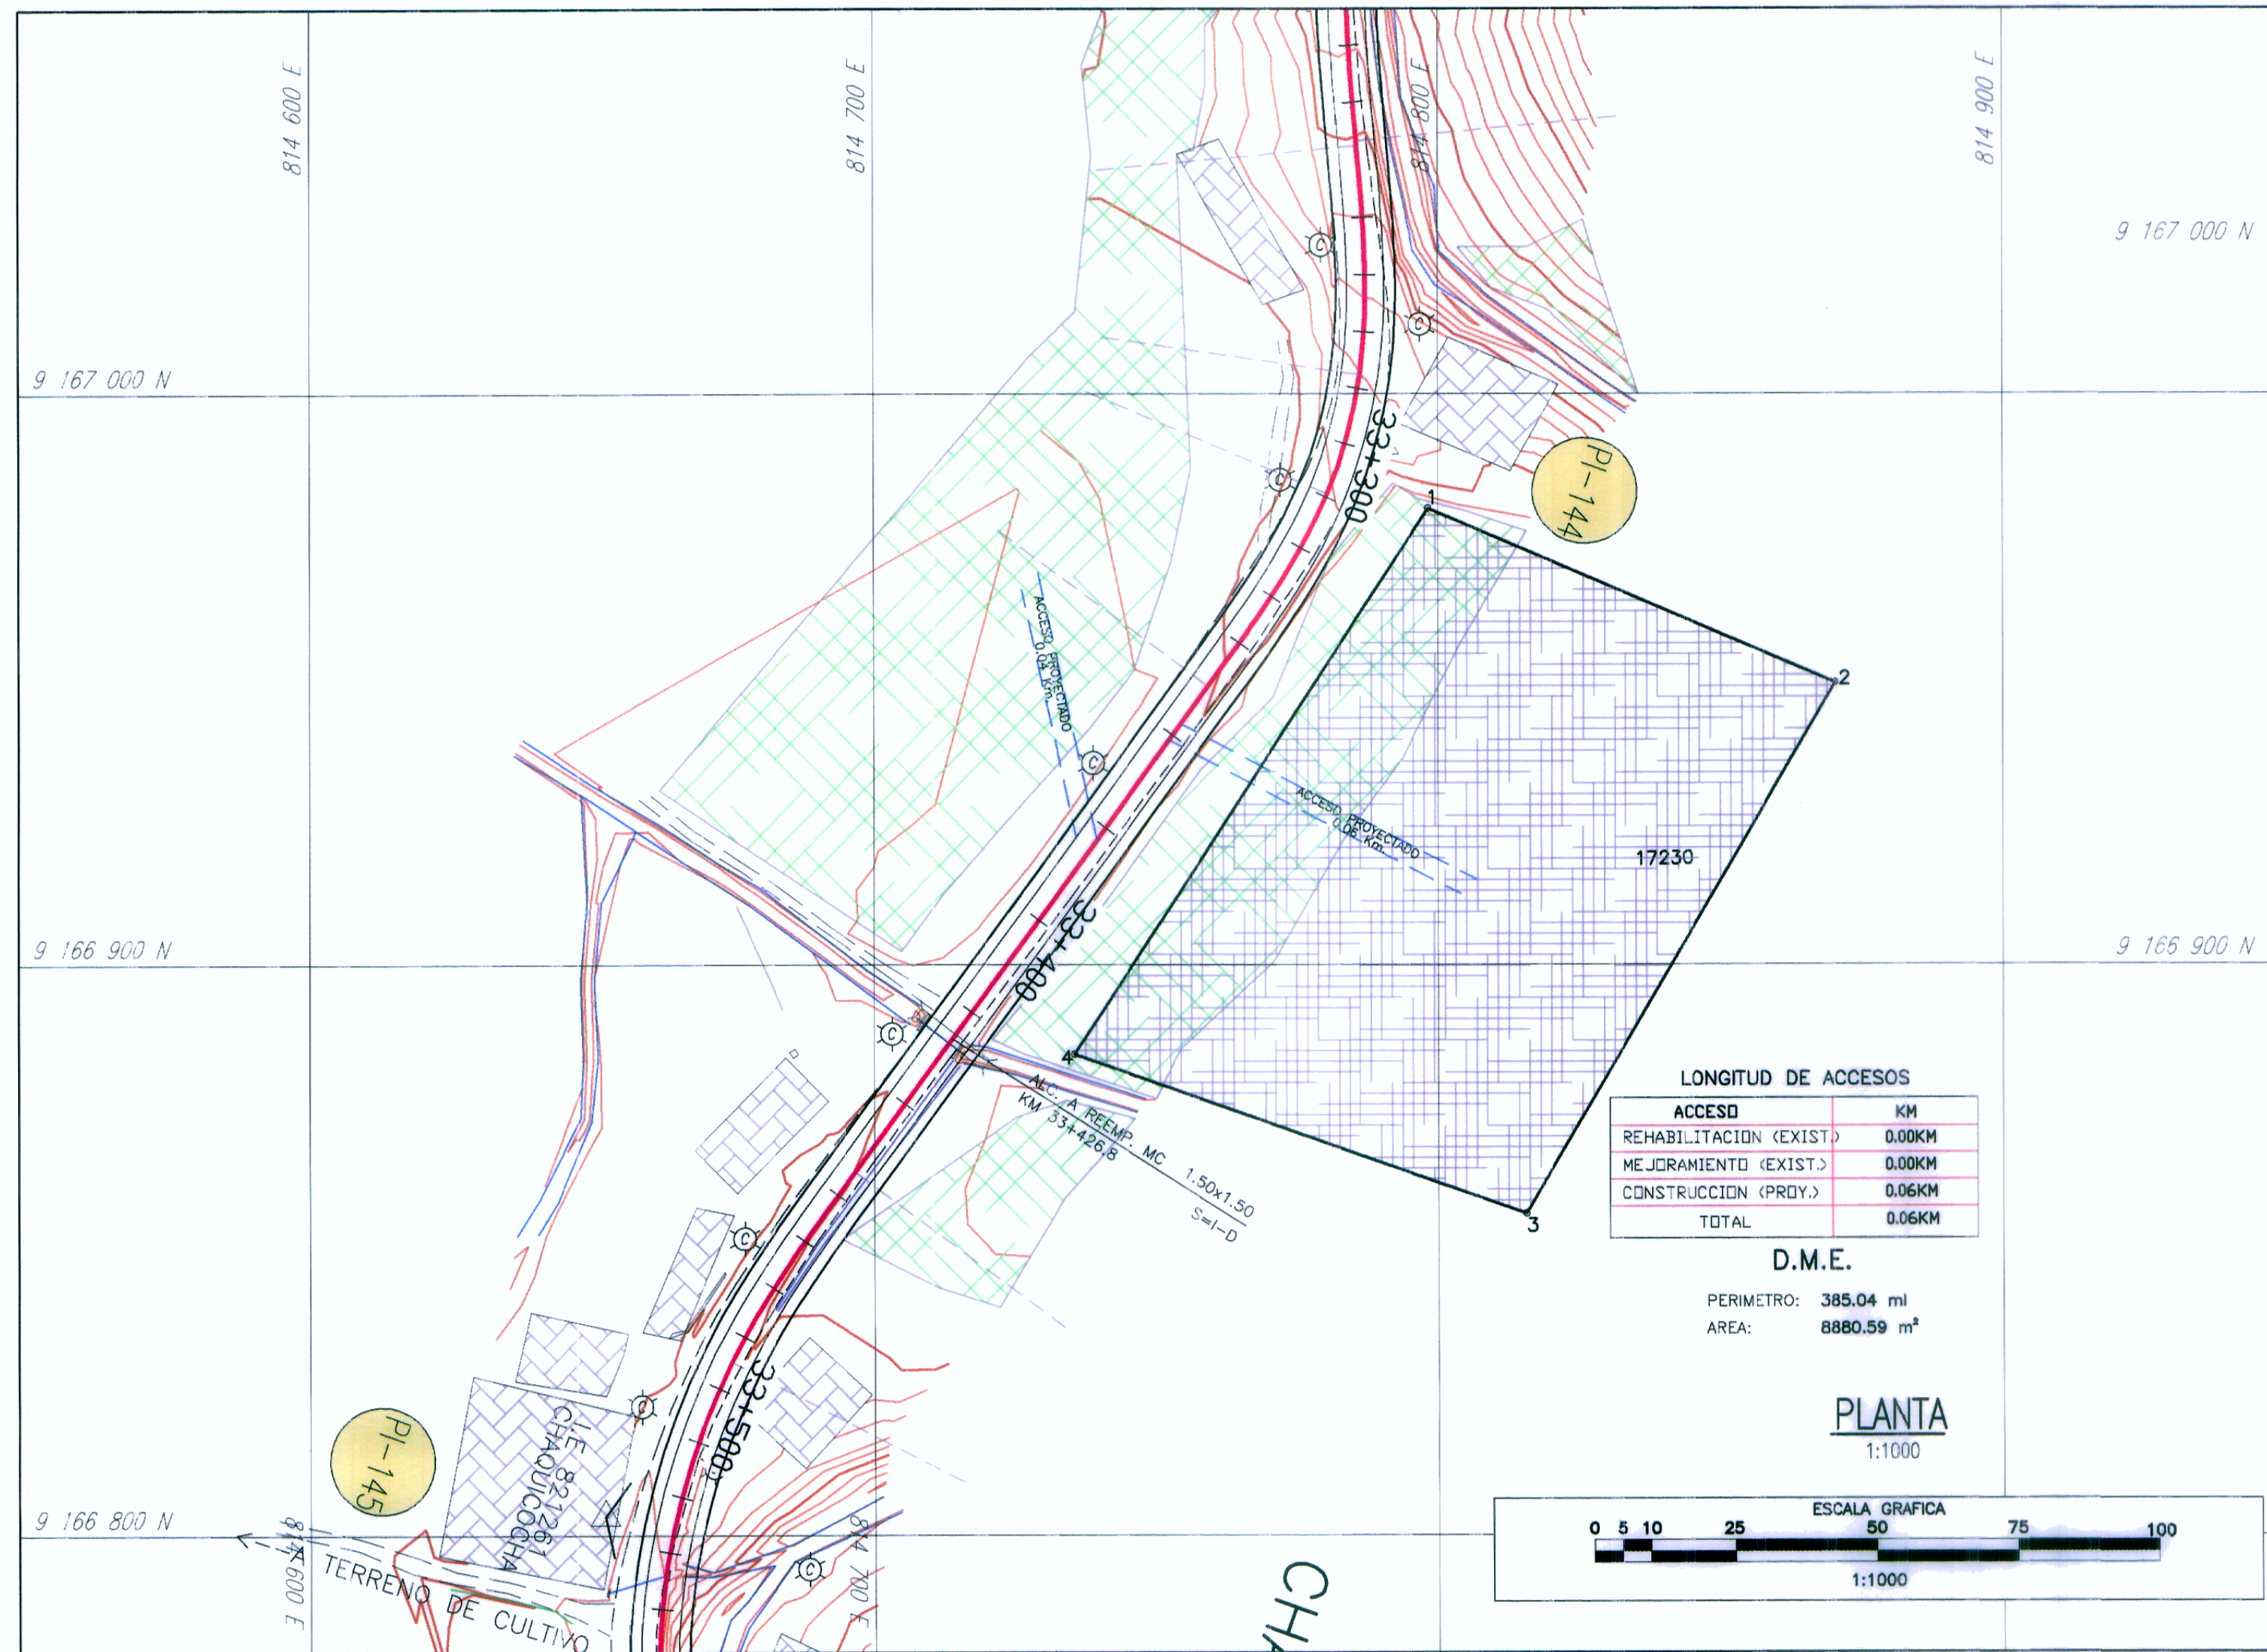 814 600 E
814 700 E
814 800 E
814 900 E
9 167 000 N
9 167 000 N
33+300
PI-144
1
2
ACCESO PROYECTADO
0.04 Km.
ACCESO PROYECTADO
0.06 Km.
17230
9 166 900 N
9 166 900 N
33+400
4
3
ALC. A REEMP. MC 1.50x1.50
KM 33+426.8
S=I-D
LONGITUD DE ACCESOS
ACCESO KM
REHABILITACION (EXIST.) 0.00KM
MEJORAMIENTO (EXIST.) 0.00KM
CONSTRUCCION (PROY.) 0.06KM
TOTAL 0.06KM
D.M.E.
PERIMETRO: 385.04 ml
AREA: 8880.59 m²
PLANTA
1:1000
33+500
PI-145
I.E 821261
CHAQUICOCHA
9 166 800 N
814 600 E
814 700 E
A TERRENO DE CULTIVO
ESCALA GRAFICA
0 5 10 25 50 75 100
1:1000
C
C
C
C
C
C
C
C